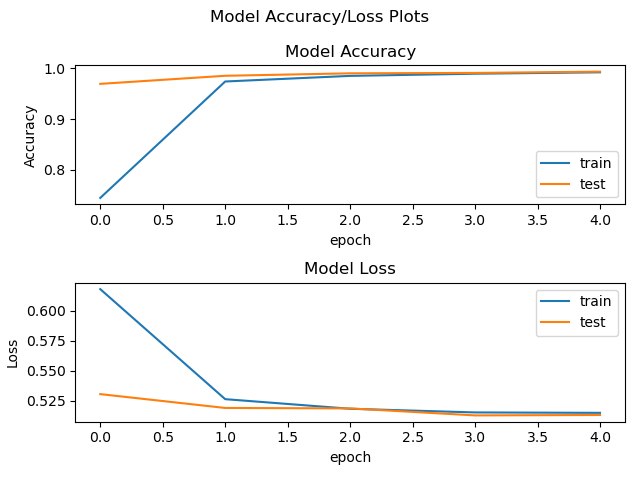 Model Accuracy/Loss Plots
Model Accuracy
1.0
0.9
0.8
Accuracy
train
test
0.0 0.5 1.0 1.5 2.0 2.5 3.0 3.5 4.0
epoch
Model Loss
0.600
0.575
0.550
0.525
Loss
train
test
0.0 0.5 1.0 1.5 2.0 2.5 3.0 3.5 4.0
epoch